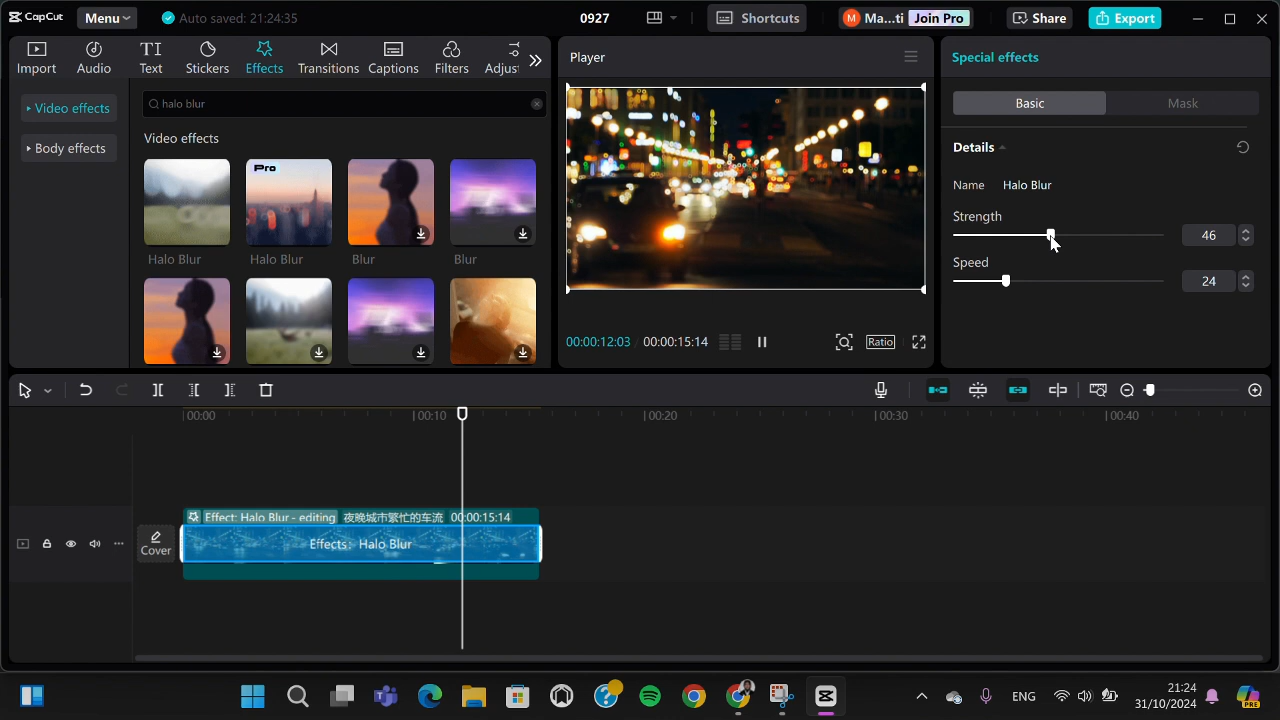 CapCut Menu Auto saved: 21:24:35 0927 Shortcuts M Ma...ti Join Pro Share Export
Import Audio Text Stickers Effects Transitions Captions Filters Adjust
TI
Video effects
Body effects
halo blur
Video effects
Pro
Halo Blur Halo Blur Blur Blur
Player
00:00:12:03 / 00:00:15:14 Ratio
Special effects
Basic Mask
Details
Name Halo Blur
Strength
46
Speed
24
00:00 00:10 00:20 00:30 00:40
Effect: Halo Blur - editing 夜晚城市繁忙的车流 00:00:15:14
Cover
Effects: Halo Blur
ENG 21:24
31/10/2024
PRE